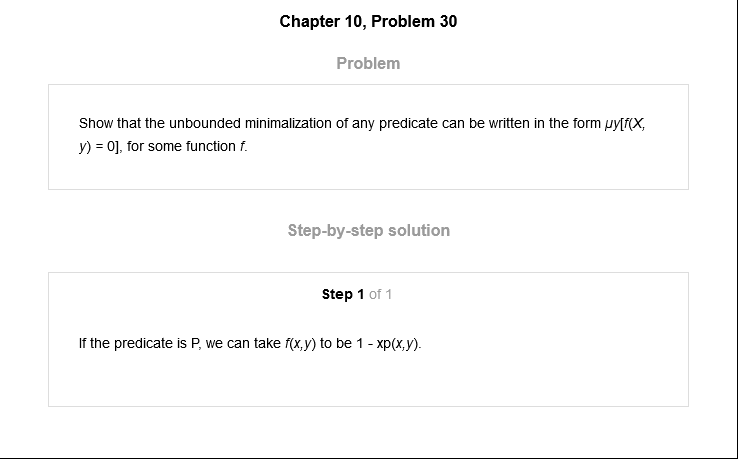 Chapter 10, Problem 30
Problem
Show that the unbounded minimalization of any predicate can be written in the form μy[f(X,
y) = 0], for some function f.
Step-by-step solution
Step 1 of 1
If the predicate is P, we can take f(x,y) to be 1 - xp(x,y).